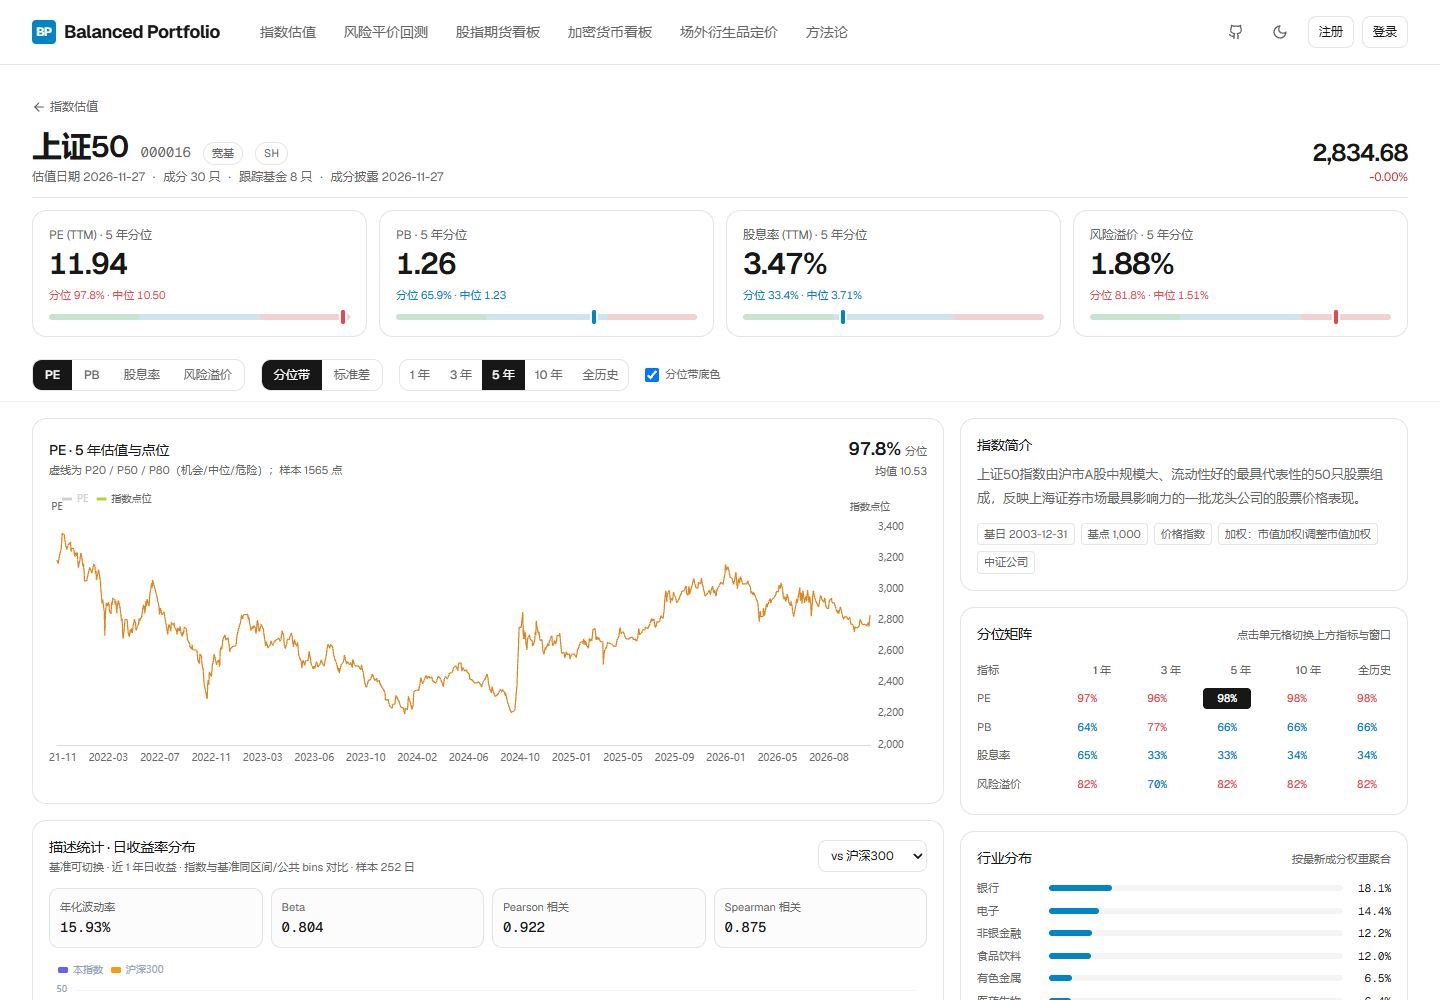 BP Balanced Portfolio 指数估值 风险平价回测 股指期货看板 加密货币看板 场外衍生品定价 方法论 注册 登录
指数估值
上证50 000016 宽基 SH
2,834.68
估值日期 2026-11-27 · 成分 30 只 · 跟踪基金 8 只 · 成分披露 2026-11-27
-0.00%
PE (TTM) · 5 年分位
11.94
分位 97.8% · 中位 10.50
PB · 5 年分位
1.26
分位 65.9% · 中位 1.23
股息率 (TTM) · 5 年分位
3.47%
分位 33.4% · 中位 3.71%
风险溢价 · 5 年分位
1.88%
分位 81.8% · 中位 1.51%
PE PB 股息率 风险溢价 分位带 标准差 1 年 3 年 5 年 10 年 全历史 分位带底色
PE · 5 年估值与点位
97.8% 分位
虚线为 P20 / P50 / P80（机会/中位/危险）；样本 1565 点
均值 10.53
PE 指数点位
PE
指数点位
3,400
3,200
3,000
2,800
2,600
2,400
2,200
2,000
21-11 2022-03 2022-07 2022-11 2023-03 2023-06 2023-10 2024-02 2024-06 2024-10 2025-01 2025-05 2025-09 2026-01 2026-05 2026-08
描述统计 · 日收益率分布
基准可切换 · 近 1 年日收益 · 指数与基准同区间/公共 bins 对比 · 样本 252 日
vs 沪深300
年化波动率
15.93%
Beta
0.804
Pearson 相关
0.922
Spearman 相关
0.875
本指数 沪深300
50
指数简介
上证50指数由沪市A股中规模大、流动性好的最具代表性的50只股票组
成，反映上海证券市场最具影响力的一批龙头公司的股票价格表现。
基日 2003-12-31 基点 1,000 价格指数 加权：市值加权|调整市值加权
中证公司
分位矩阵 点击单元格切换上方指标与窗口
指标 1 年 3 年 5 年 10 年 全历史
PE 97% 96% 98% 98% 98%
PB 64% 77% 66% 66% 66%
股息率 65% 33% 33% 34% 34%
风险溢价 82% 70% 82% 82% 82%
行业分布 按最新成分权重聚合
银行 18.1%
电子 14.4%
非银金融 12.2%
食品饮料 12.0%
有色金属 6.5%